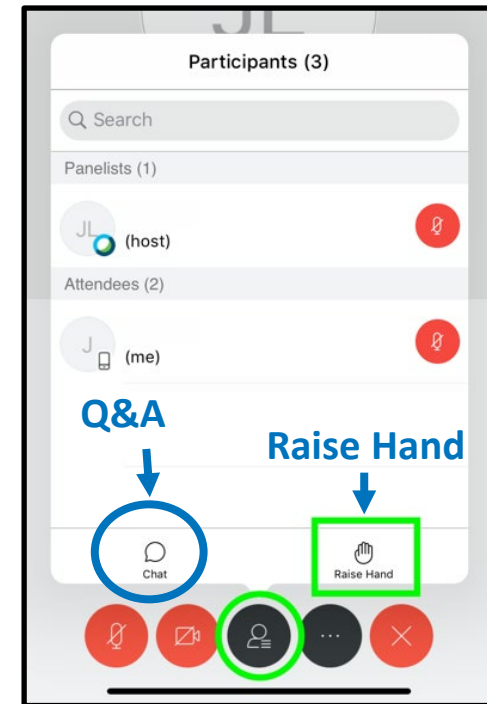 JL
Participants (3)
Search
Panelists (1)
JL
(host)
Attendees (2)
J
(me)
Q&A
Raise Hand
Chat
Raise Hand